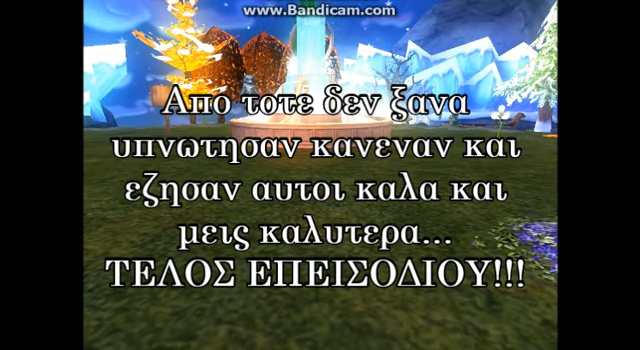 www.Bandicam.com
Απο τοτε δεν ξανα
υπνωτησαν κανεναν και
εζησαν αυτοι καλα και
μεις καλυτερα...
ΤΕΛΟΣ ΕΠΕΙΣΟΔΙΟΥ!!!